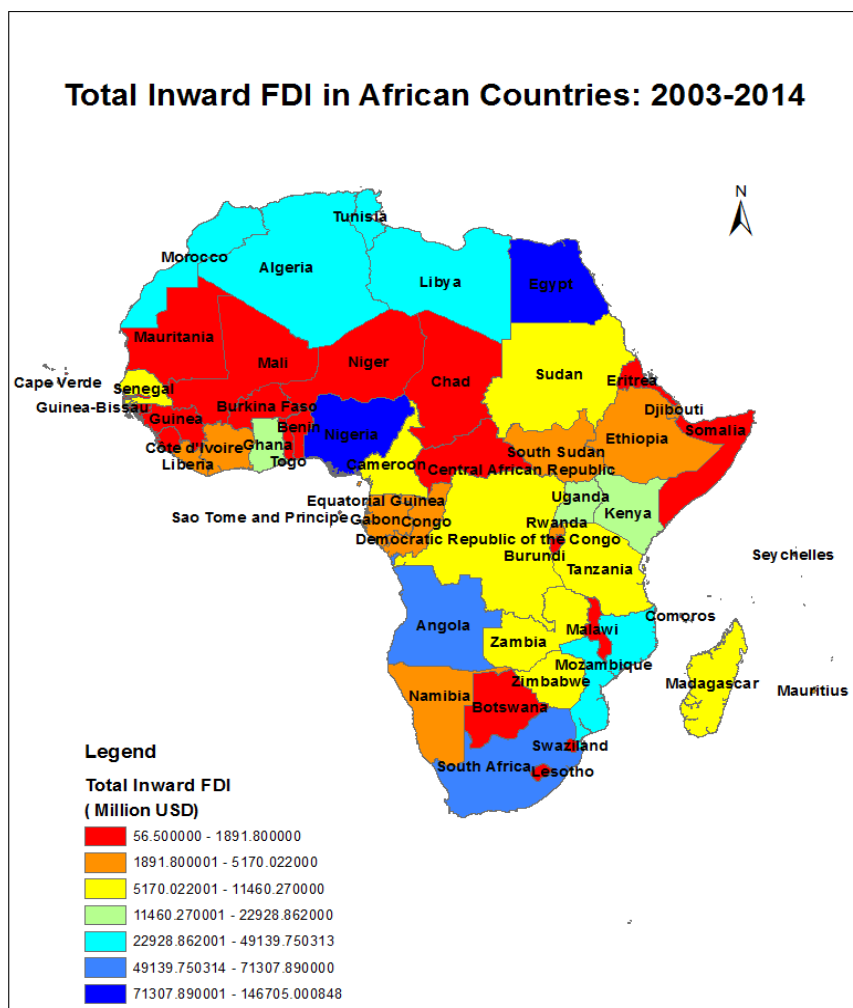 Total Inward FDI in African Countries: 2003-2014
N
Tunisia
Morocco
Algeria
Libya
Egypt
Mauritania
Mali
Niger
Chad
Sudan
Eritrea
Cape Verde
Senegal
Guinea-Bissau
Guinea
Burkina Faso
Benin
Nigeria
Djibouti
Somalia
Côte d'Ivoire
Ghana
Liberia
Togo
Cameroon
Central African Republic
South Sudan
Ethiopia
Equatorial Guinea
Sao Tome and Principe
Gabon
Congo
Uganda
Kenya
Rwanda
Democratic Republic of the Congo
Burundi
Tanzania
Seychelles
Comoros
Angola
Zambia
Malawi
Mozambique
Zimbabwe
Madagascar
Mauritius
Namibia
Botswana
Swaziland
South Africa
Lesotho
Legend
Total Inward FDI
( Million USD)
56.500000 - 1891.800000
1891.800001 - 5170.022000
5170.022001 - 11460.270000
11460.270001 - 22928.862000
22928.862001 - 49139.750313
49139.750314 - 71307.890000
71307.890001 - 146705.000848